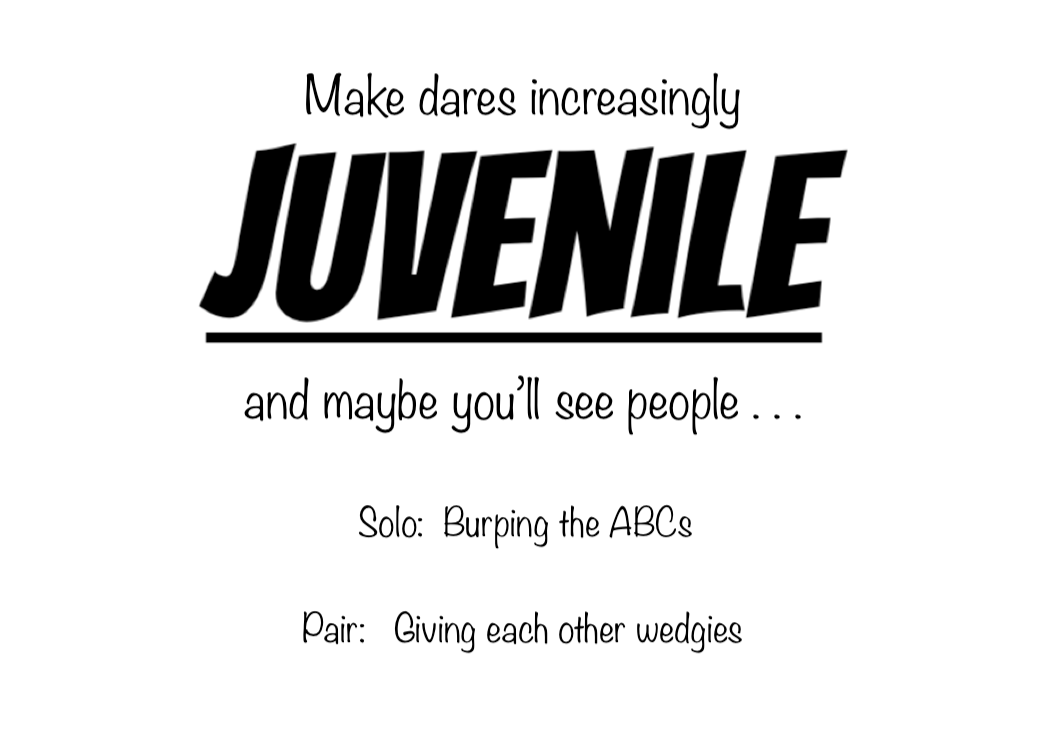 Make dares increasingly
JUVENILE
and maybe you’ll see people . . .
Solo: Burping the ABCs
Pair: Giving each other wedgies